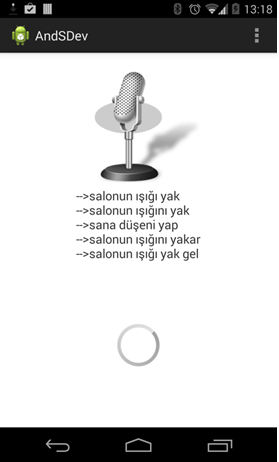 13:18
AndSDev
-->salonun ışığı yak
-->salonun ışığını yak
-->sana düşeni yap
-->salonun ışığını yakar
-->salonun ışığı yak gel